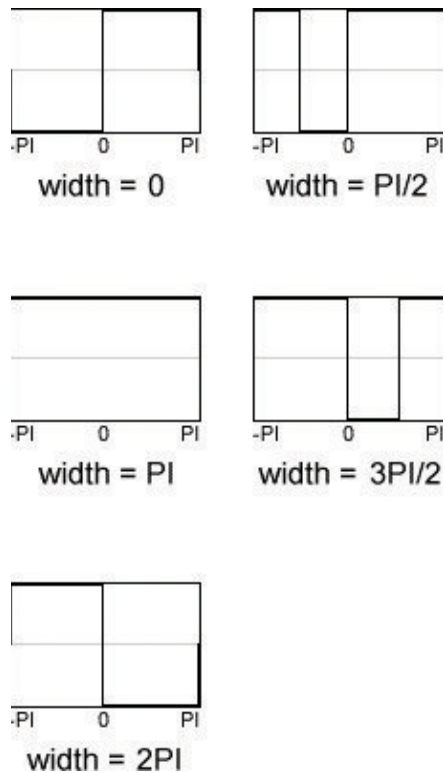 -PI 0 PI
width = 0
-PI 0 PI
width = PI/2
-PI 0 PI
width = PI
-PI 0 PI
width = 3PI/2
-PI 0 PI
width = 2PI